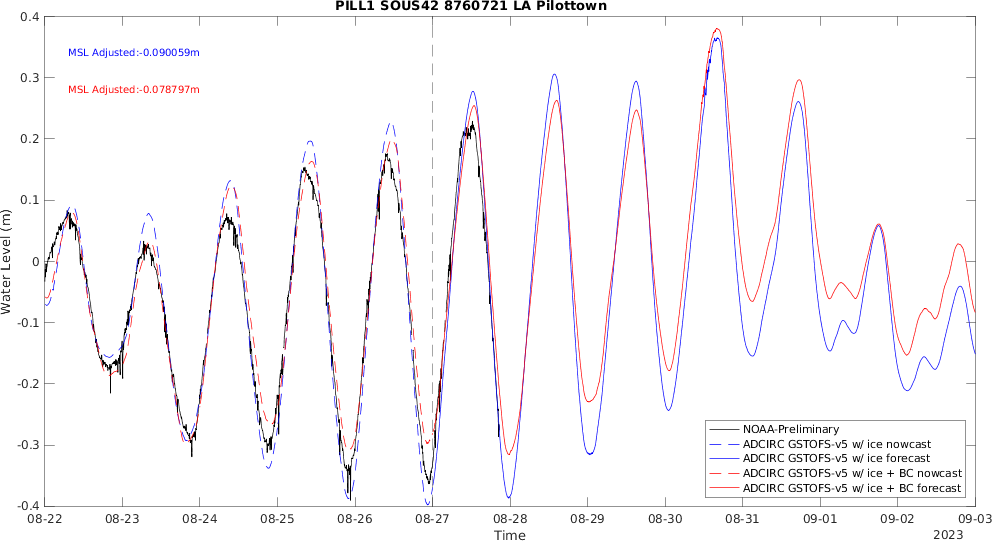 PILL1 SOUS42 8760721 LA Pilottown
MSL Adjusted:-0.090059m
MSL Adjusted:-0.078797m
Water Level (m)
0.4
0.3
0.2
0.1
0
-0.1
-0.2
-0.3
-0.4
NOAA-Preliminary
ADCIRC GSTOFS-v5 w/ ice nowcast
ADCIRC GSTOFS-v5 w/ ice forecast
ADCIRC GSTOFS-v5 w/ ice + BC nowcast
ADCIRC GSTOFS-v5 w/ ice + BC forecast
08-22 08-23 08-24 08-25 08-26 08-27 08-28 08-29 08-30 08-31 09-01 09-02 09-03
Time
2023